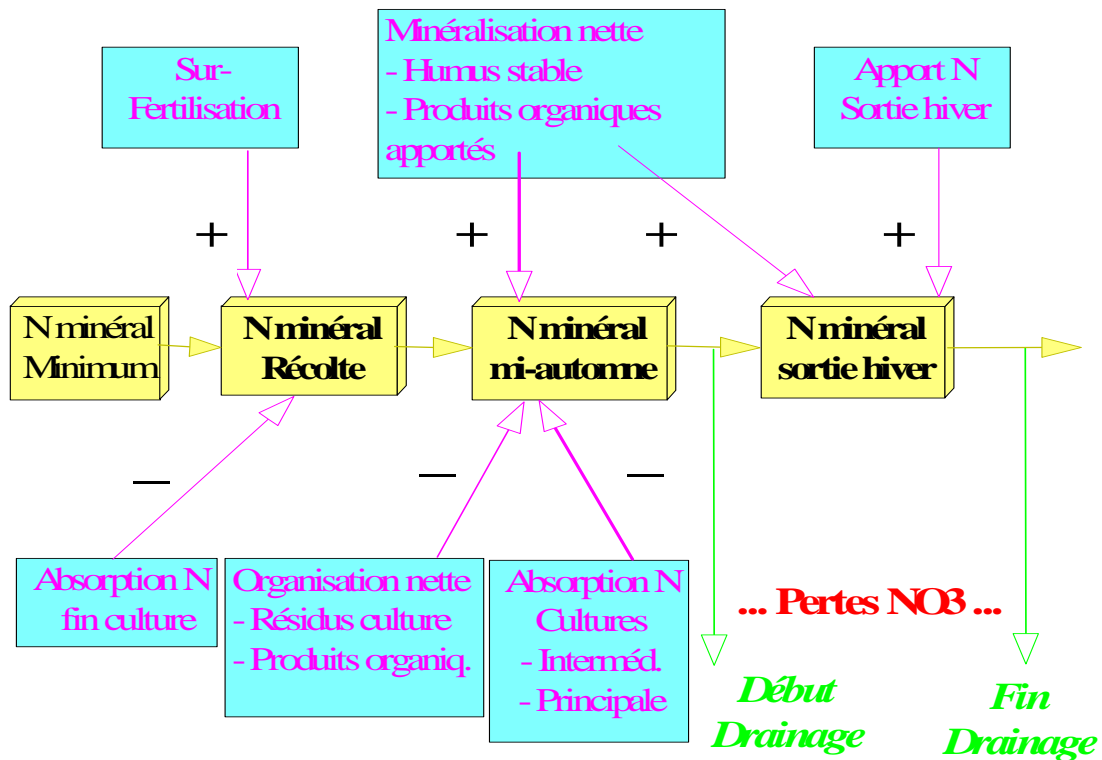 Sur-
Fertilisation
Minéralisation nette
- Humus stable
- Produits organiques
apportés
Apport N
Sortie hiver
+
+
+
+
N minéral
Minimum
N minéral
Récolte
N minéral
mi-automne
N minéral
sortie hiver
—
—
—
Absorption N
fin culture
Organisation nette
- Résidus culture
- Produits organiq.
Absorption N
Cultures
- Interméd.
- Principale
... Pertes NO3 ...
Début
Drainage
Fin
Drainage